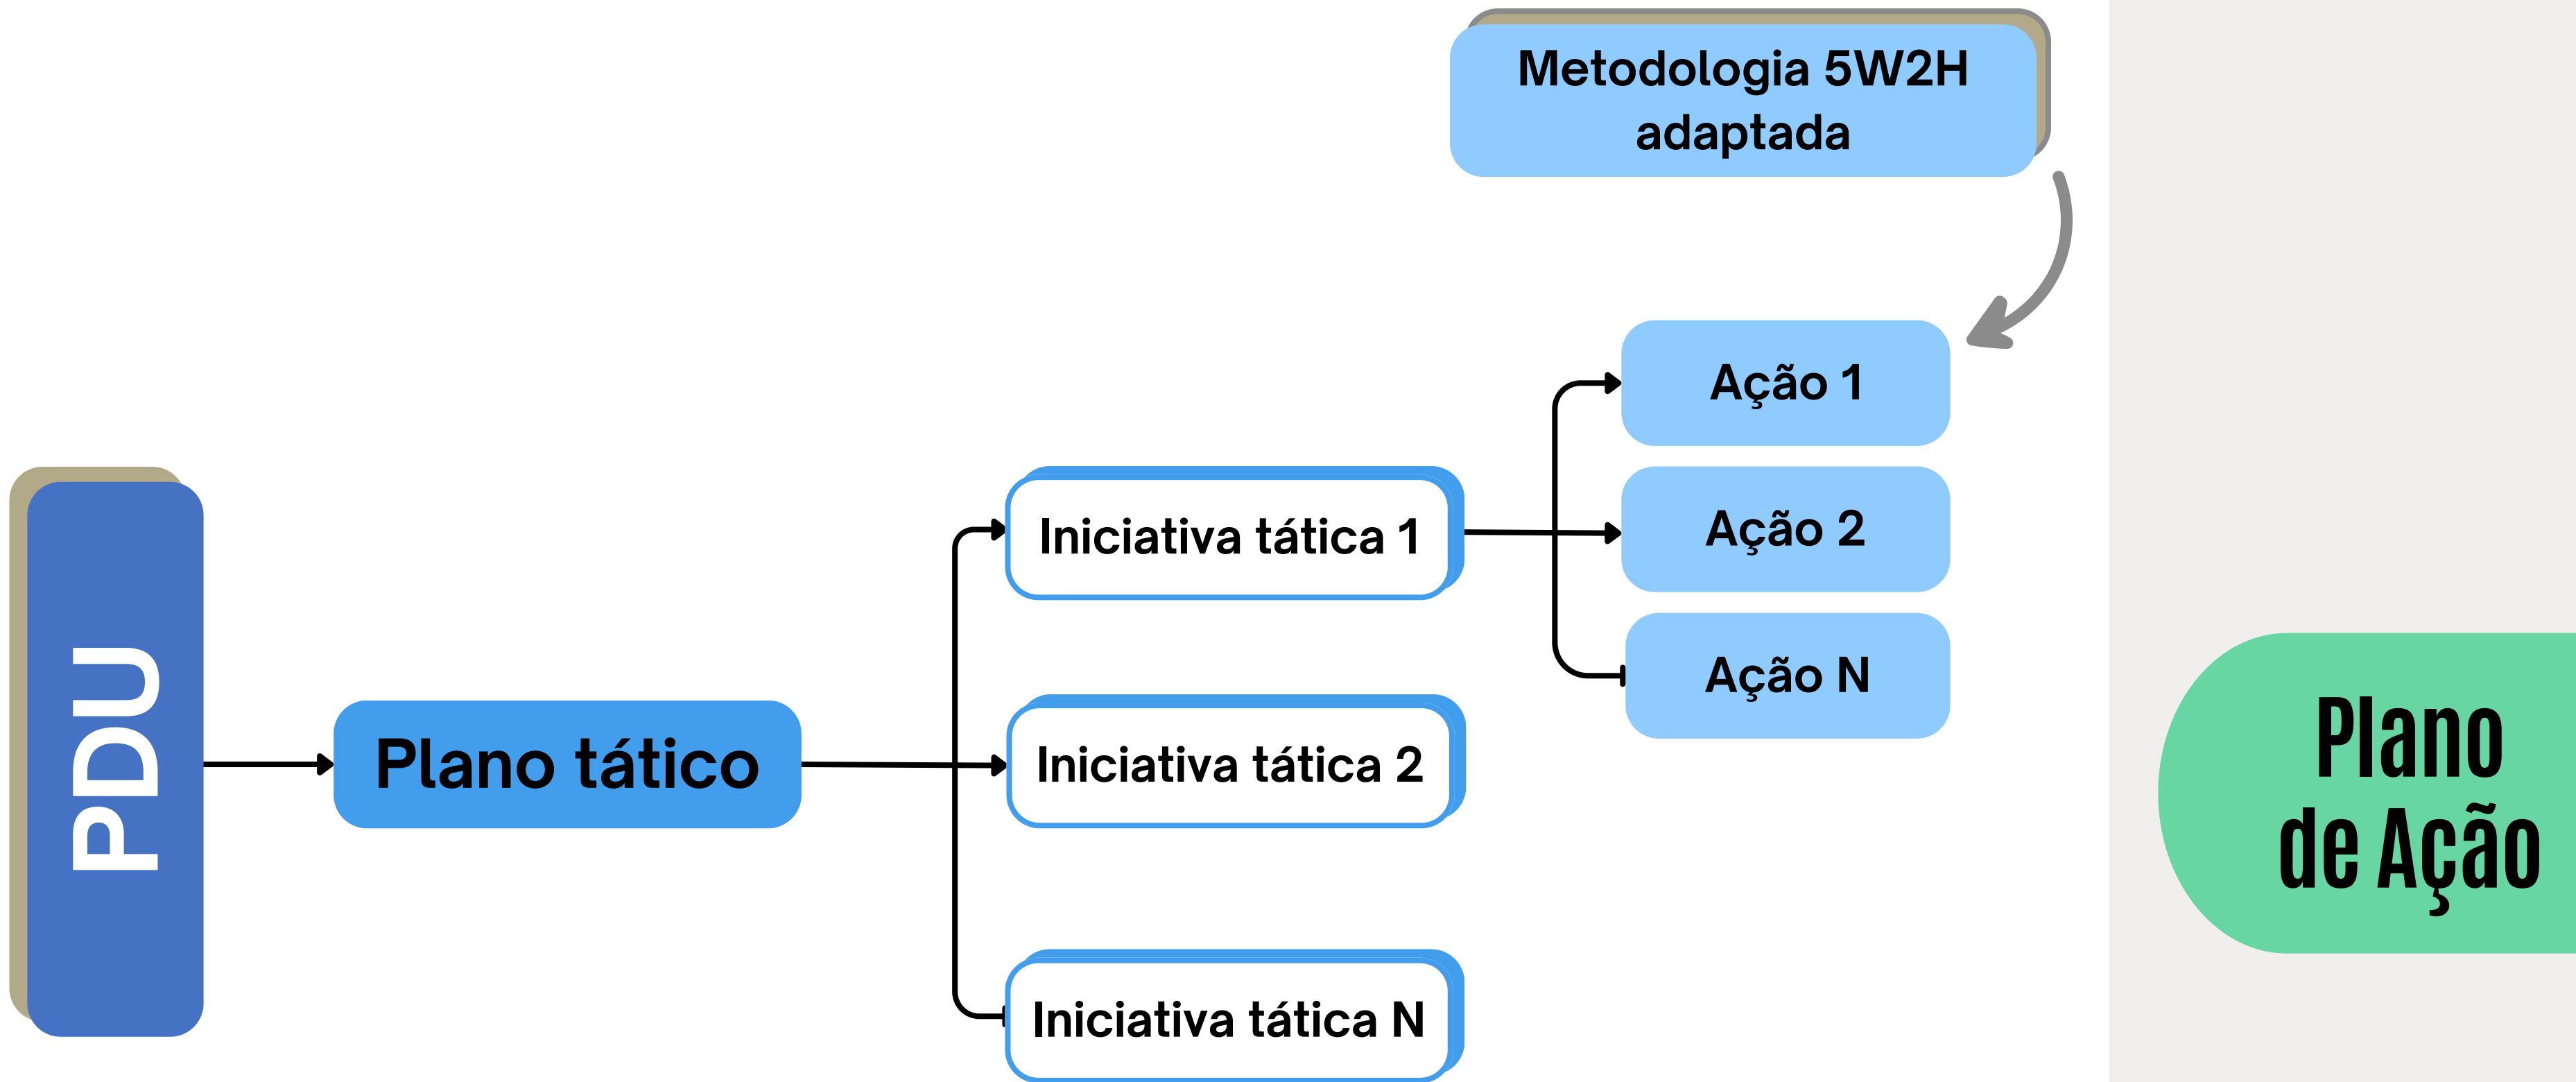 Metodologia 5W2H
adaptada
Ação 1
Ação 2
Ação N
Iniciativa tática 1
Iniciativa tática 2
Iniciativa tática N
Plano tático
PDU
Plano
de Ação